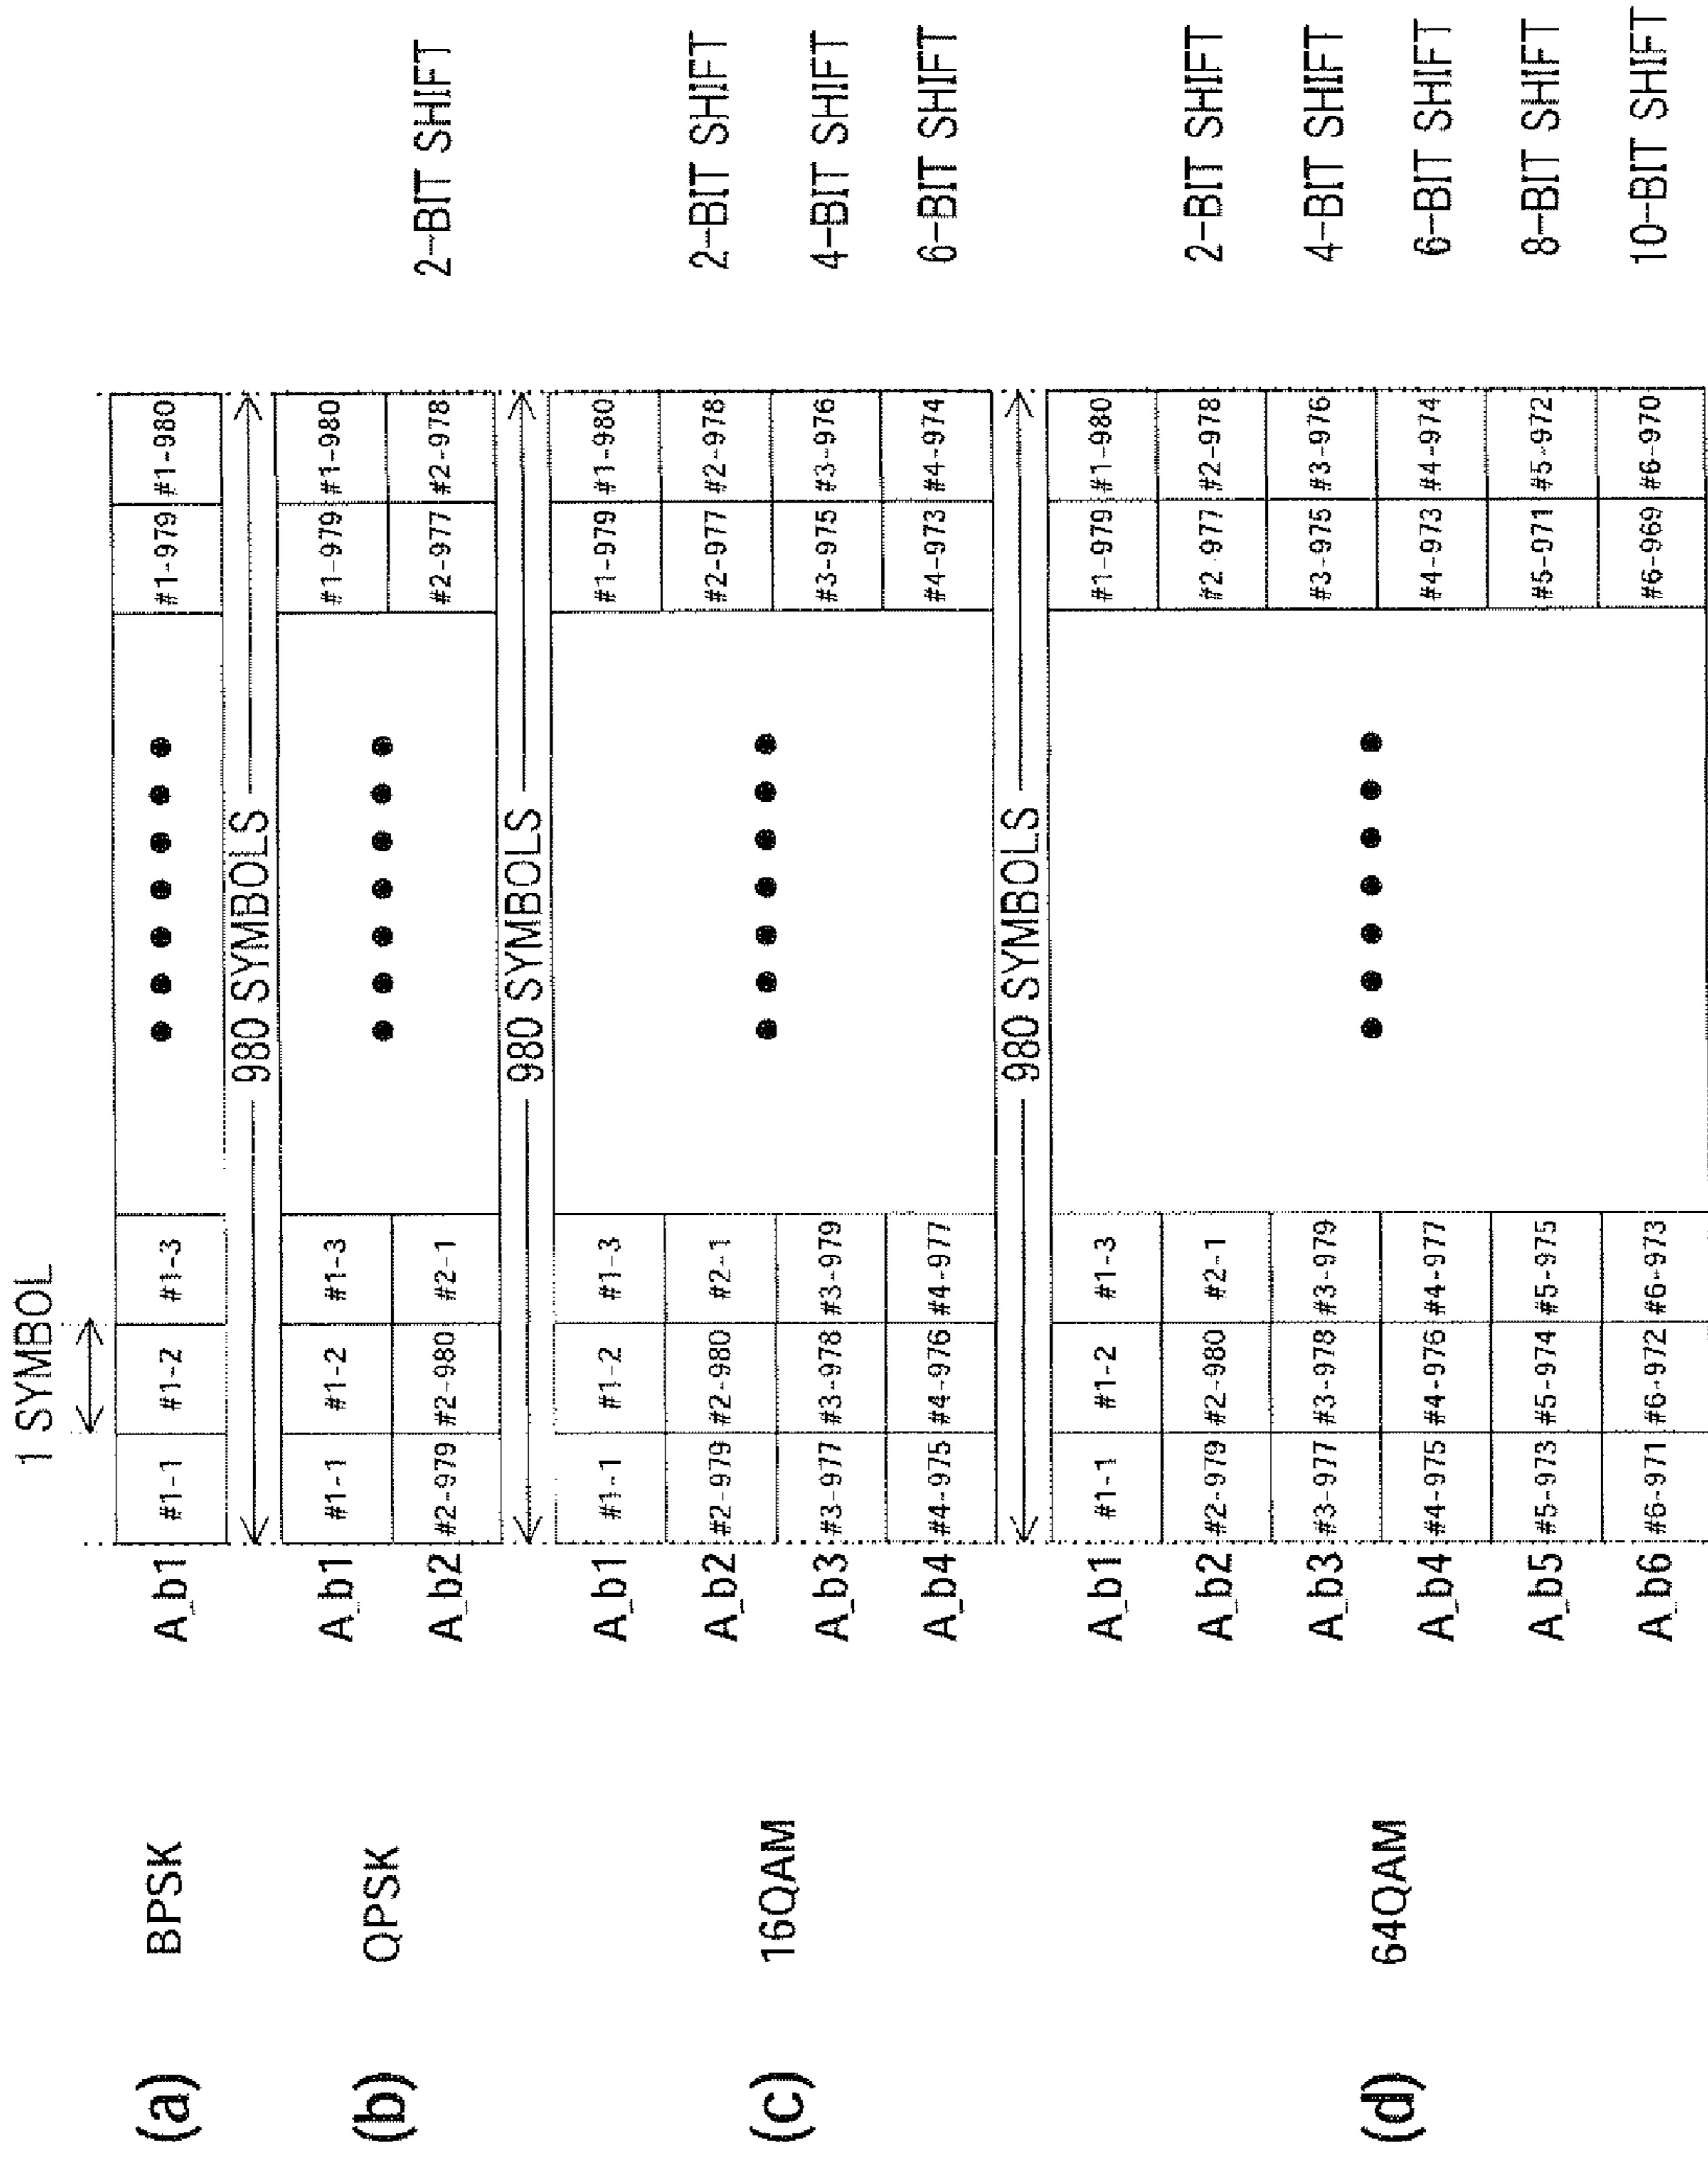 1 SYMBOL
(a) BPSK A_b1 #1-1 #1-2 #1-3 #1-979 #1-980
980 SYMBOLS
(b) QPSK
A_b1 #1-1 #1-2 #1-3 #1-979 #1-980
A_b2 #2-979 #2-980 #2-1 #2-977 #2-978 2-BIT SHIFT
980 SYMBOLS
(c) 16QAM
A_b1 #1-1 #1-2 #1-3 #1-979 #1-980
A_b2 #2-979 #2-980 #2-1 #2-977 #2-978 2-BIT SHIFT
A_b3 #3-977 #3-978 #3-979 #3-975 #3-976 4-BIT SHIFT
A_b4 #4-975 #4-976 #4-977 #4-973 #4-974 6-BIT SHIFT
980 SYMBOLS
(d) 64QAM
A_b1 #1-1 #1-2 #1-3 #1-979 #1-980
A_b2 #2-979 #2-980 #2-1 #2-977 #2-978 2-BIT SHIFT
A_b3 #3-977 #3-978 #3-979 #3-975 #3-976 4-BIT SHIFT
A_b4 #4-975 #4-976 #4-977 #4-973 #4-974 6-BIT SHIFT
A_b5 #5-973 #5-974 #5-975 #5-971 #5-972 8-BIT SHIFT
A_b6 #6-971 #6-972 #6-973 #6-969 #6-970 10-BIT SHIFT